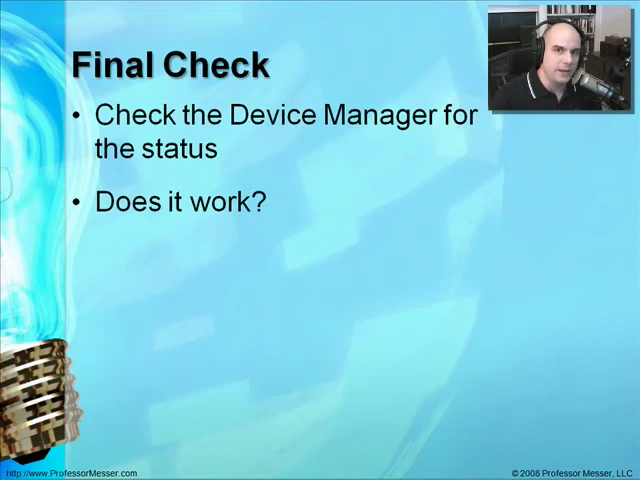 Final Check
• Check the Device Manager for
the status
• Does it work?
http://www.ProfessorMesser.com
© 2008 Professor Messer, LLC